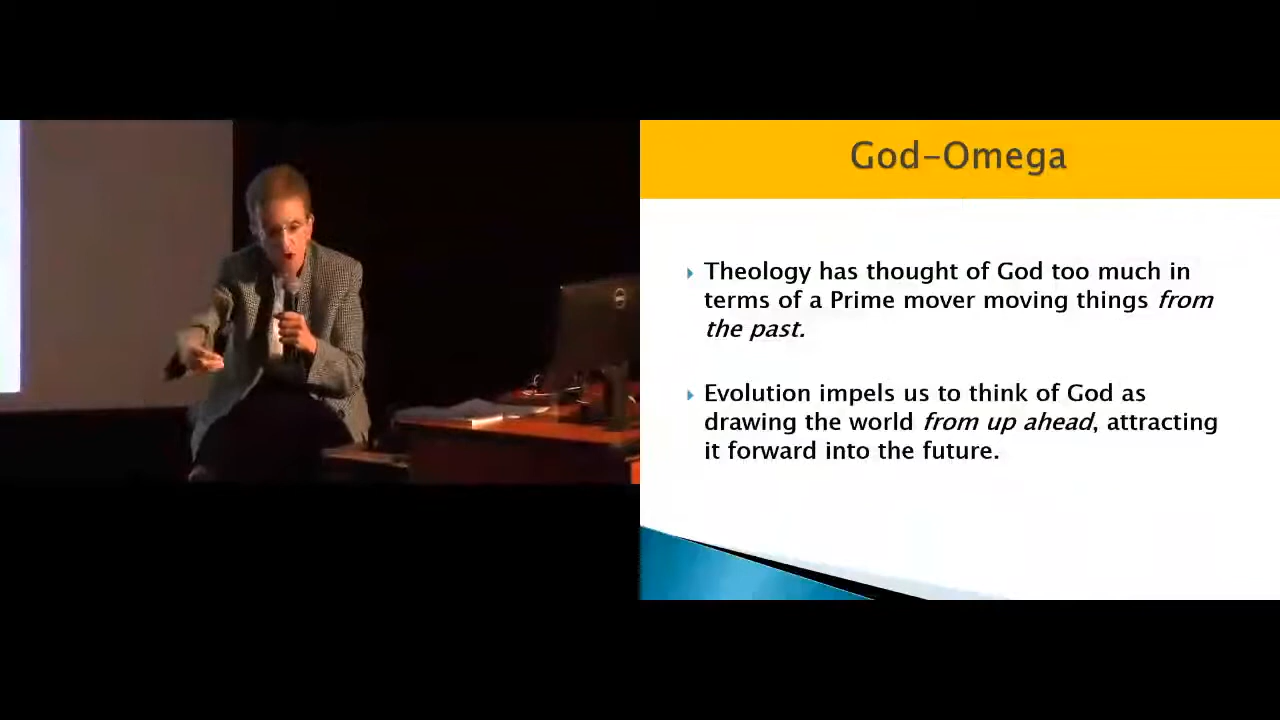 God-Omega
Theology has thought of God too much in
terms of a Prime mover moving things from
the past.
Evolution impels us to think of God as
drawing the world from up ahead, attracting
it forward into the future.